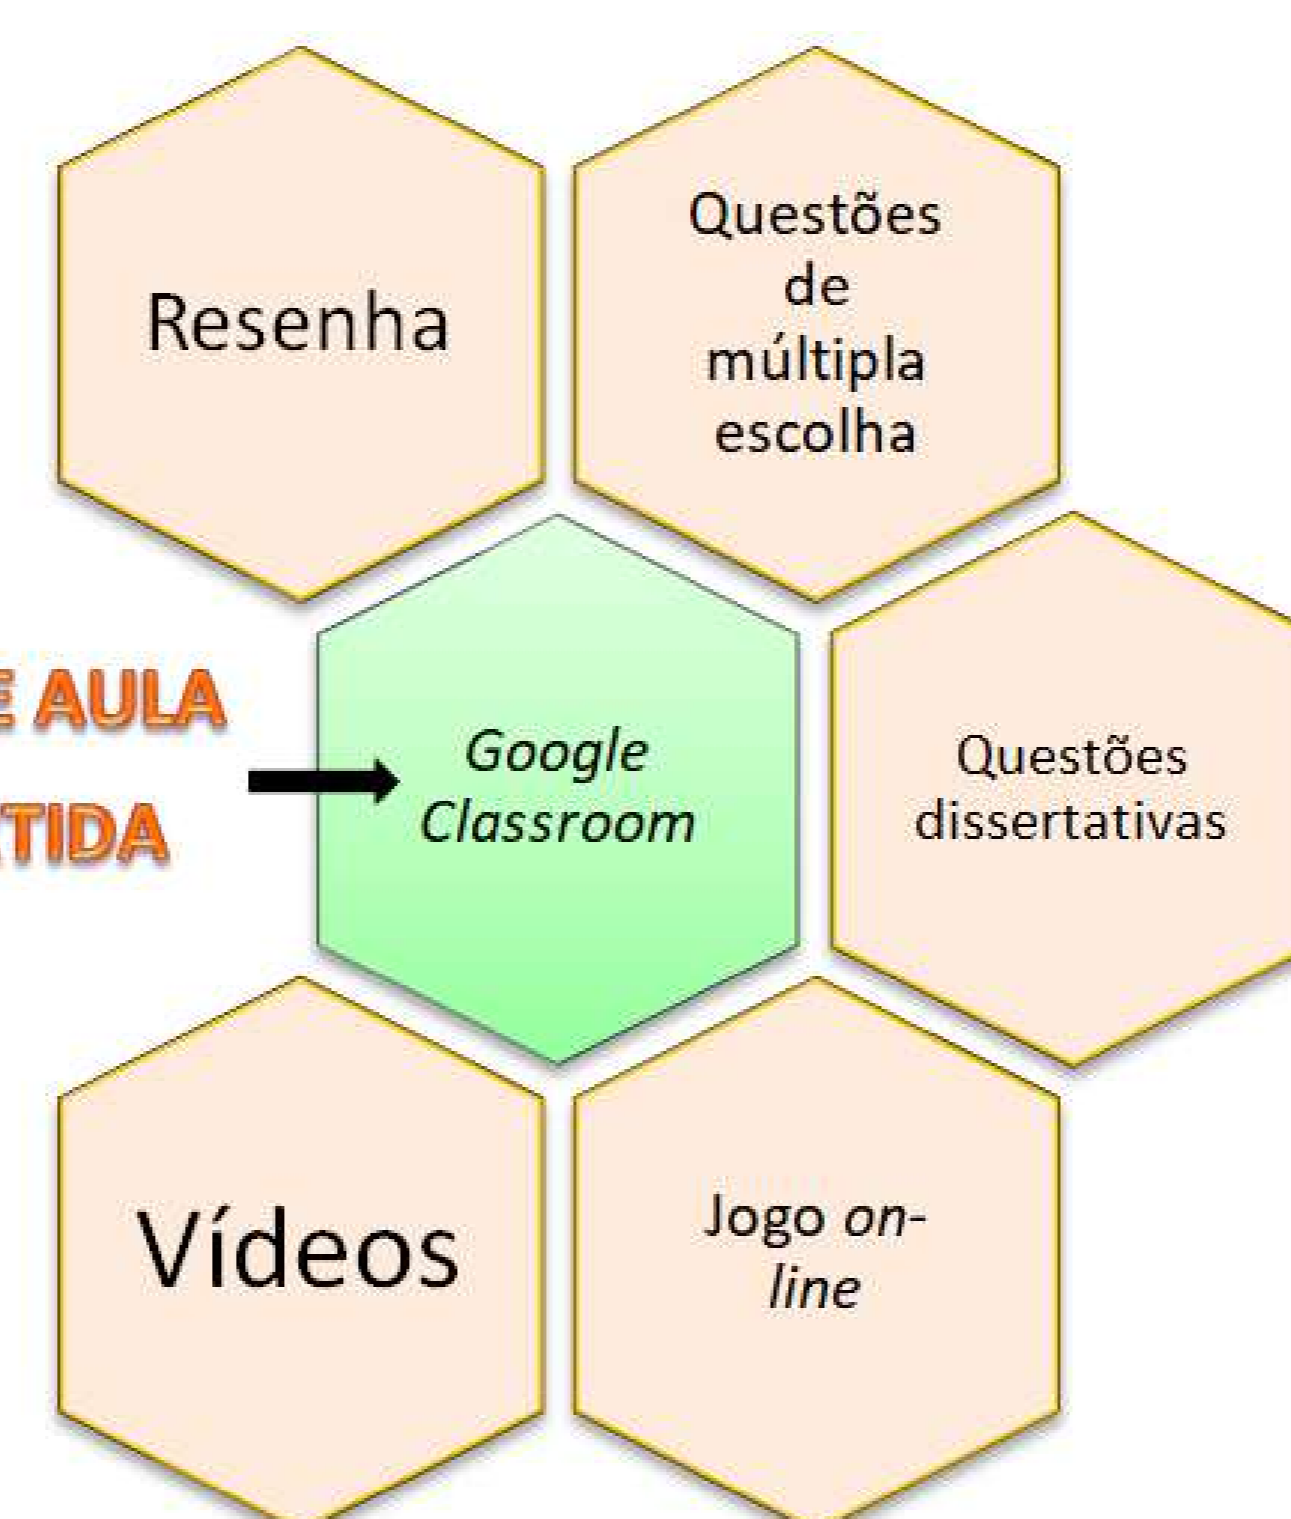 Resenha
Questões
de
múltipla
escolha
E AULA
TIDA
Google
Classroom
Questões
dissertativas
Vídeos
Jogo on-
line